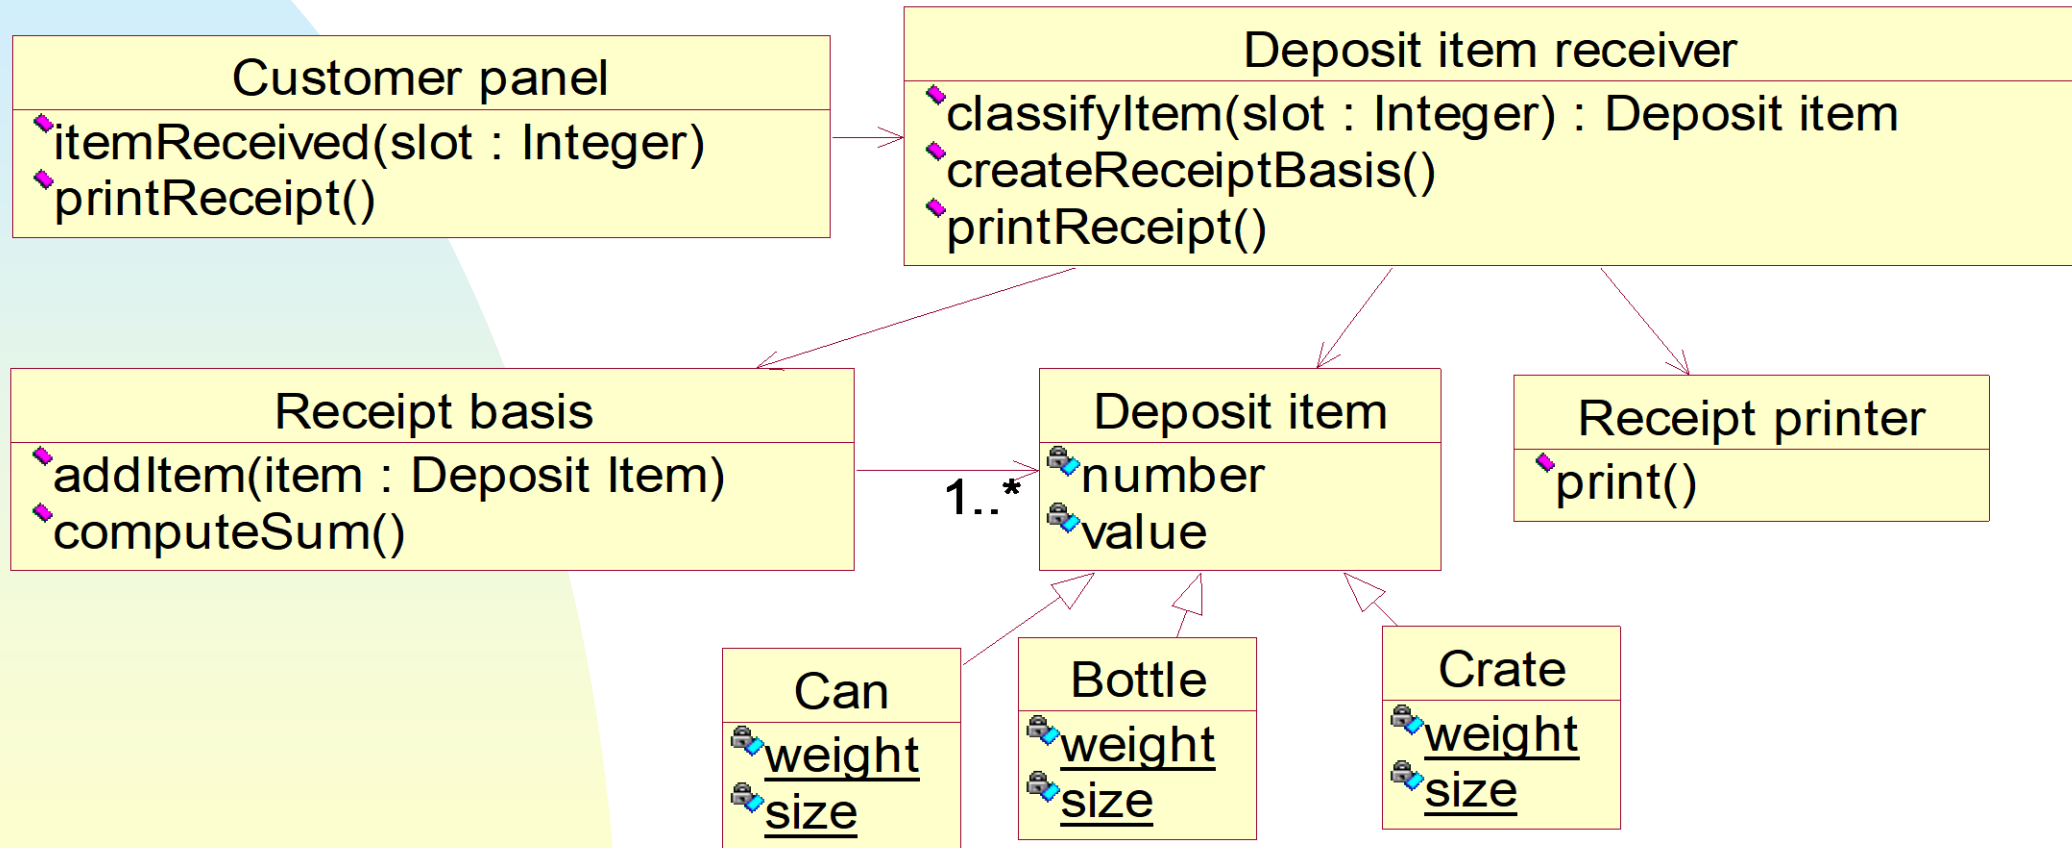 Customer panel
itemReceived(slot : Integer)
printReceipt()
Deposit item receiver
classifyItem(slot : Integer) : Deposit item
createReceiptBasis()
printReceipt()
Receipt basis
addItem(item : Deposit Item)
computeSum()
1..*
Deposit item
number
value
Receipt printer
print()
Can
weight
size
Bottle
weight
size
Crate
weight
size